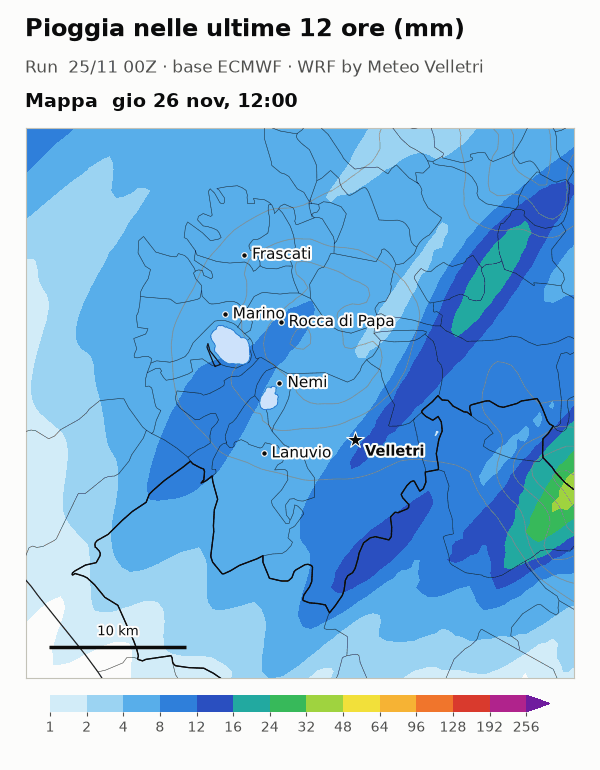 Pioggia nelle ultime 12 ore (mm)
Run  25/11 00Z · base ECMWF · WRF by Meteo Velletri
Mappa  gio 26 nov, 12:00
Frascati
Marino
Rocca di Papa
Nemi
Velletri
Lanuvio
10 km
1 2 4 8 12 16 24 32 48 64 96 128 192 256